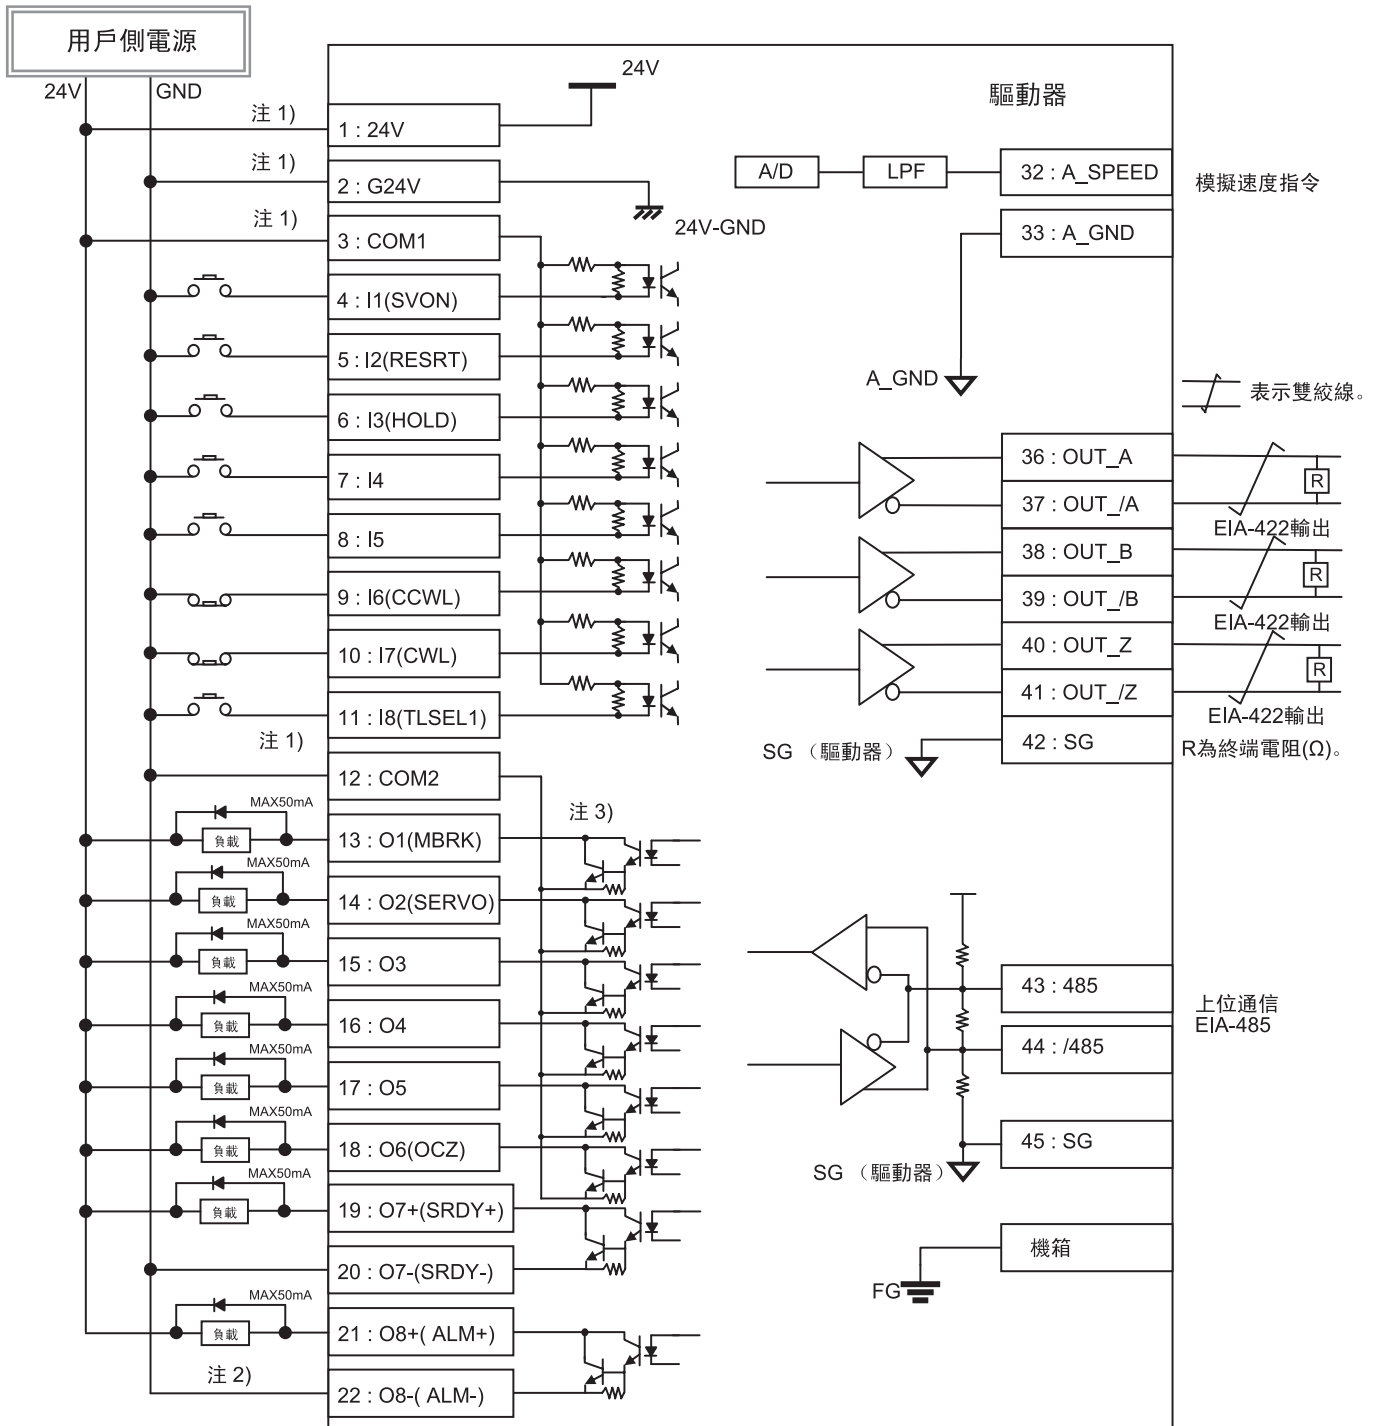 用戶側電源
24V
GND
24V
驅動器
注 1)
1 : 24V
注 1)
2 : G24V
24V-GND
注 1)
3 : COM1
4 : I1(SVON)
5 : I2(RESRT)
6 : I3(HOLD)
7 : I4
8 : I5
9 : I6(CCWL)
10 : I7(CWL)
11 : I8(TLSEL1)
注 1)
12 : COM2
注 3)
MAX50mA
負載
13 : O1(MBRK)
MAX50mA
負載
14 : O2(SERVO)
MAX50mA
負載
15 : O3
MAX50mA
負載
16 : O4
MAX50mA
負載
17 : O5
MAX50mA
負載
18 : O6(OCZ)
MAX50mA
負載
19 : O7+(SRDY+)
20 : O7-(SRDY-)
MAX50mA
負載
21 : O8+( ALM+)
注 2)
22 : O8-( ALM-)
A/D
LPF
32 : A_SPEED
模擬速度指令
33 : A_GND
A_GND
表示雙絞線。
36 : OUT_A
R
37 : OUT_/A
EIA-422輸出
38 : OUT_B
R
39 : OUT_/B
EIA-422輸出
40 : OUT_Z
R
41 : OUT_/Z
EIA-422輸出
42 : SG
SG （驅動器）
R為終端電阻(Ω)。
43 : 485
44 : /485
上位通信
EIA-485
45 : SG
SG （驅動器）
機箱
FG